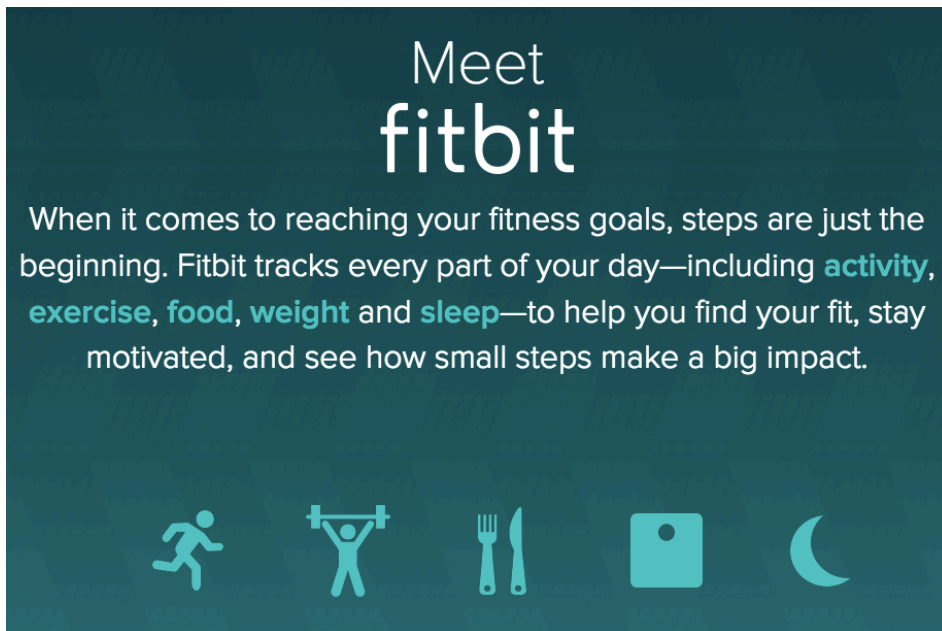 Meet
fitbit
When it comes to reaching your fitness goals, steps are just the
beginning. Fitbit tracks every part of your day—including activity,
exercise, food, weight and sleep—to help you find your fit, stay
motivated, and see how small steps make a big impact.